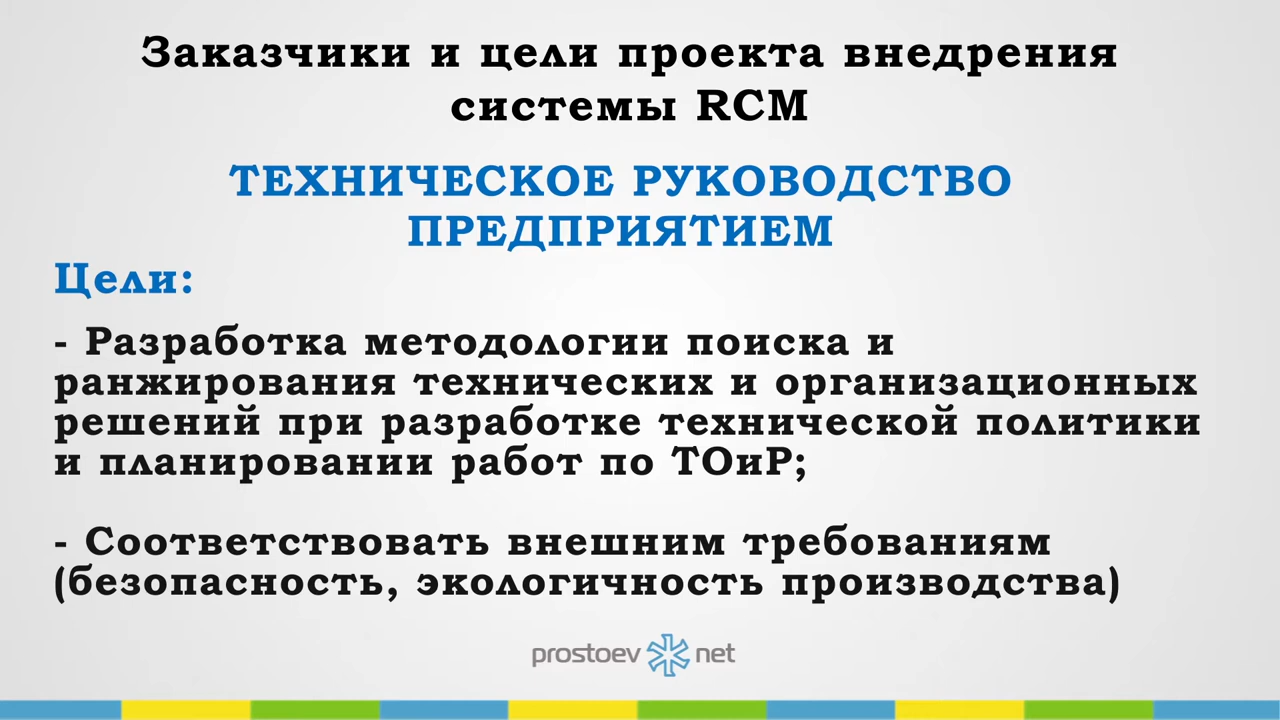 Заказчики и цели проекта внедрения
системы RCM
ТЕХНИЧЕСКОЕ РУКОВОДСТВО
ПРЕДПРИЯТИЕМ
Цели:
- Разработка методологии поиска и
ранжирования технических и организационных
решений при разработке технической политики
и планировании работ по ТОиР;
- Соответствовать внешним требованиям
(безопасность, экологичность производства)
prostoev net